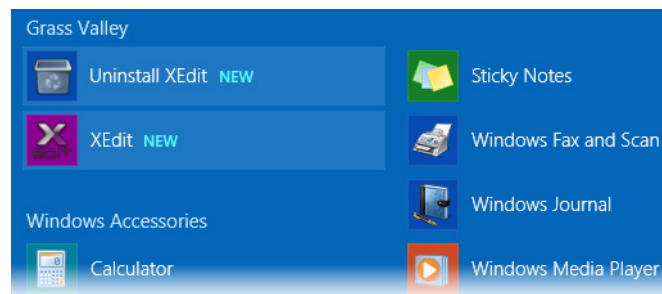 Grass Valley
Uninstall XEdit NEW
XEdit NEW
Windows Accessories
Calculator
Sticky Notes
Windows Fax and Scan
Windows Journal
Windows Media Player